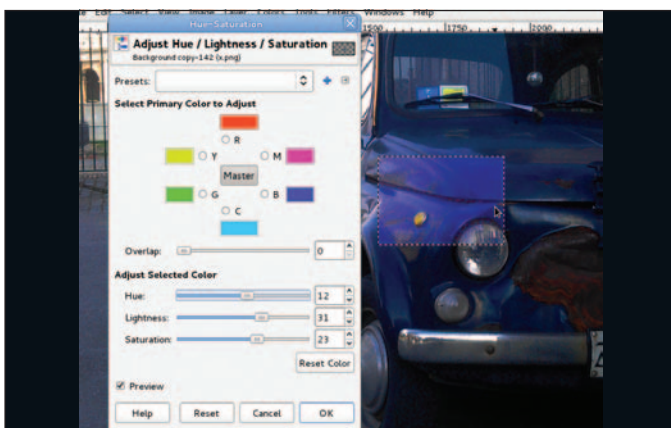 Edit Select View Image Layer Colors Tools Filters Windows Help
Hue-Saturation
1500 1750 2000
Adjust Hue / Lightness / Saturation
Background copy-142 (x.png)
Presets:
Select Primary Color to Adjust
R
Y M
Master
G B
C
Overlap: 0
Adjust Selected Color
Hue: 12
Lightness: 31
Saturation: 23
Reset Color
Preview
Help Reset Cancel OK